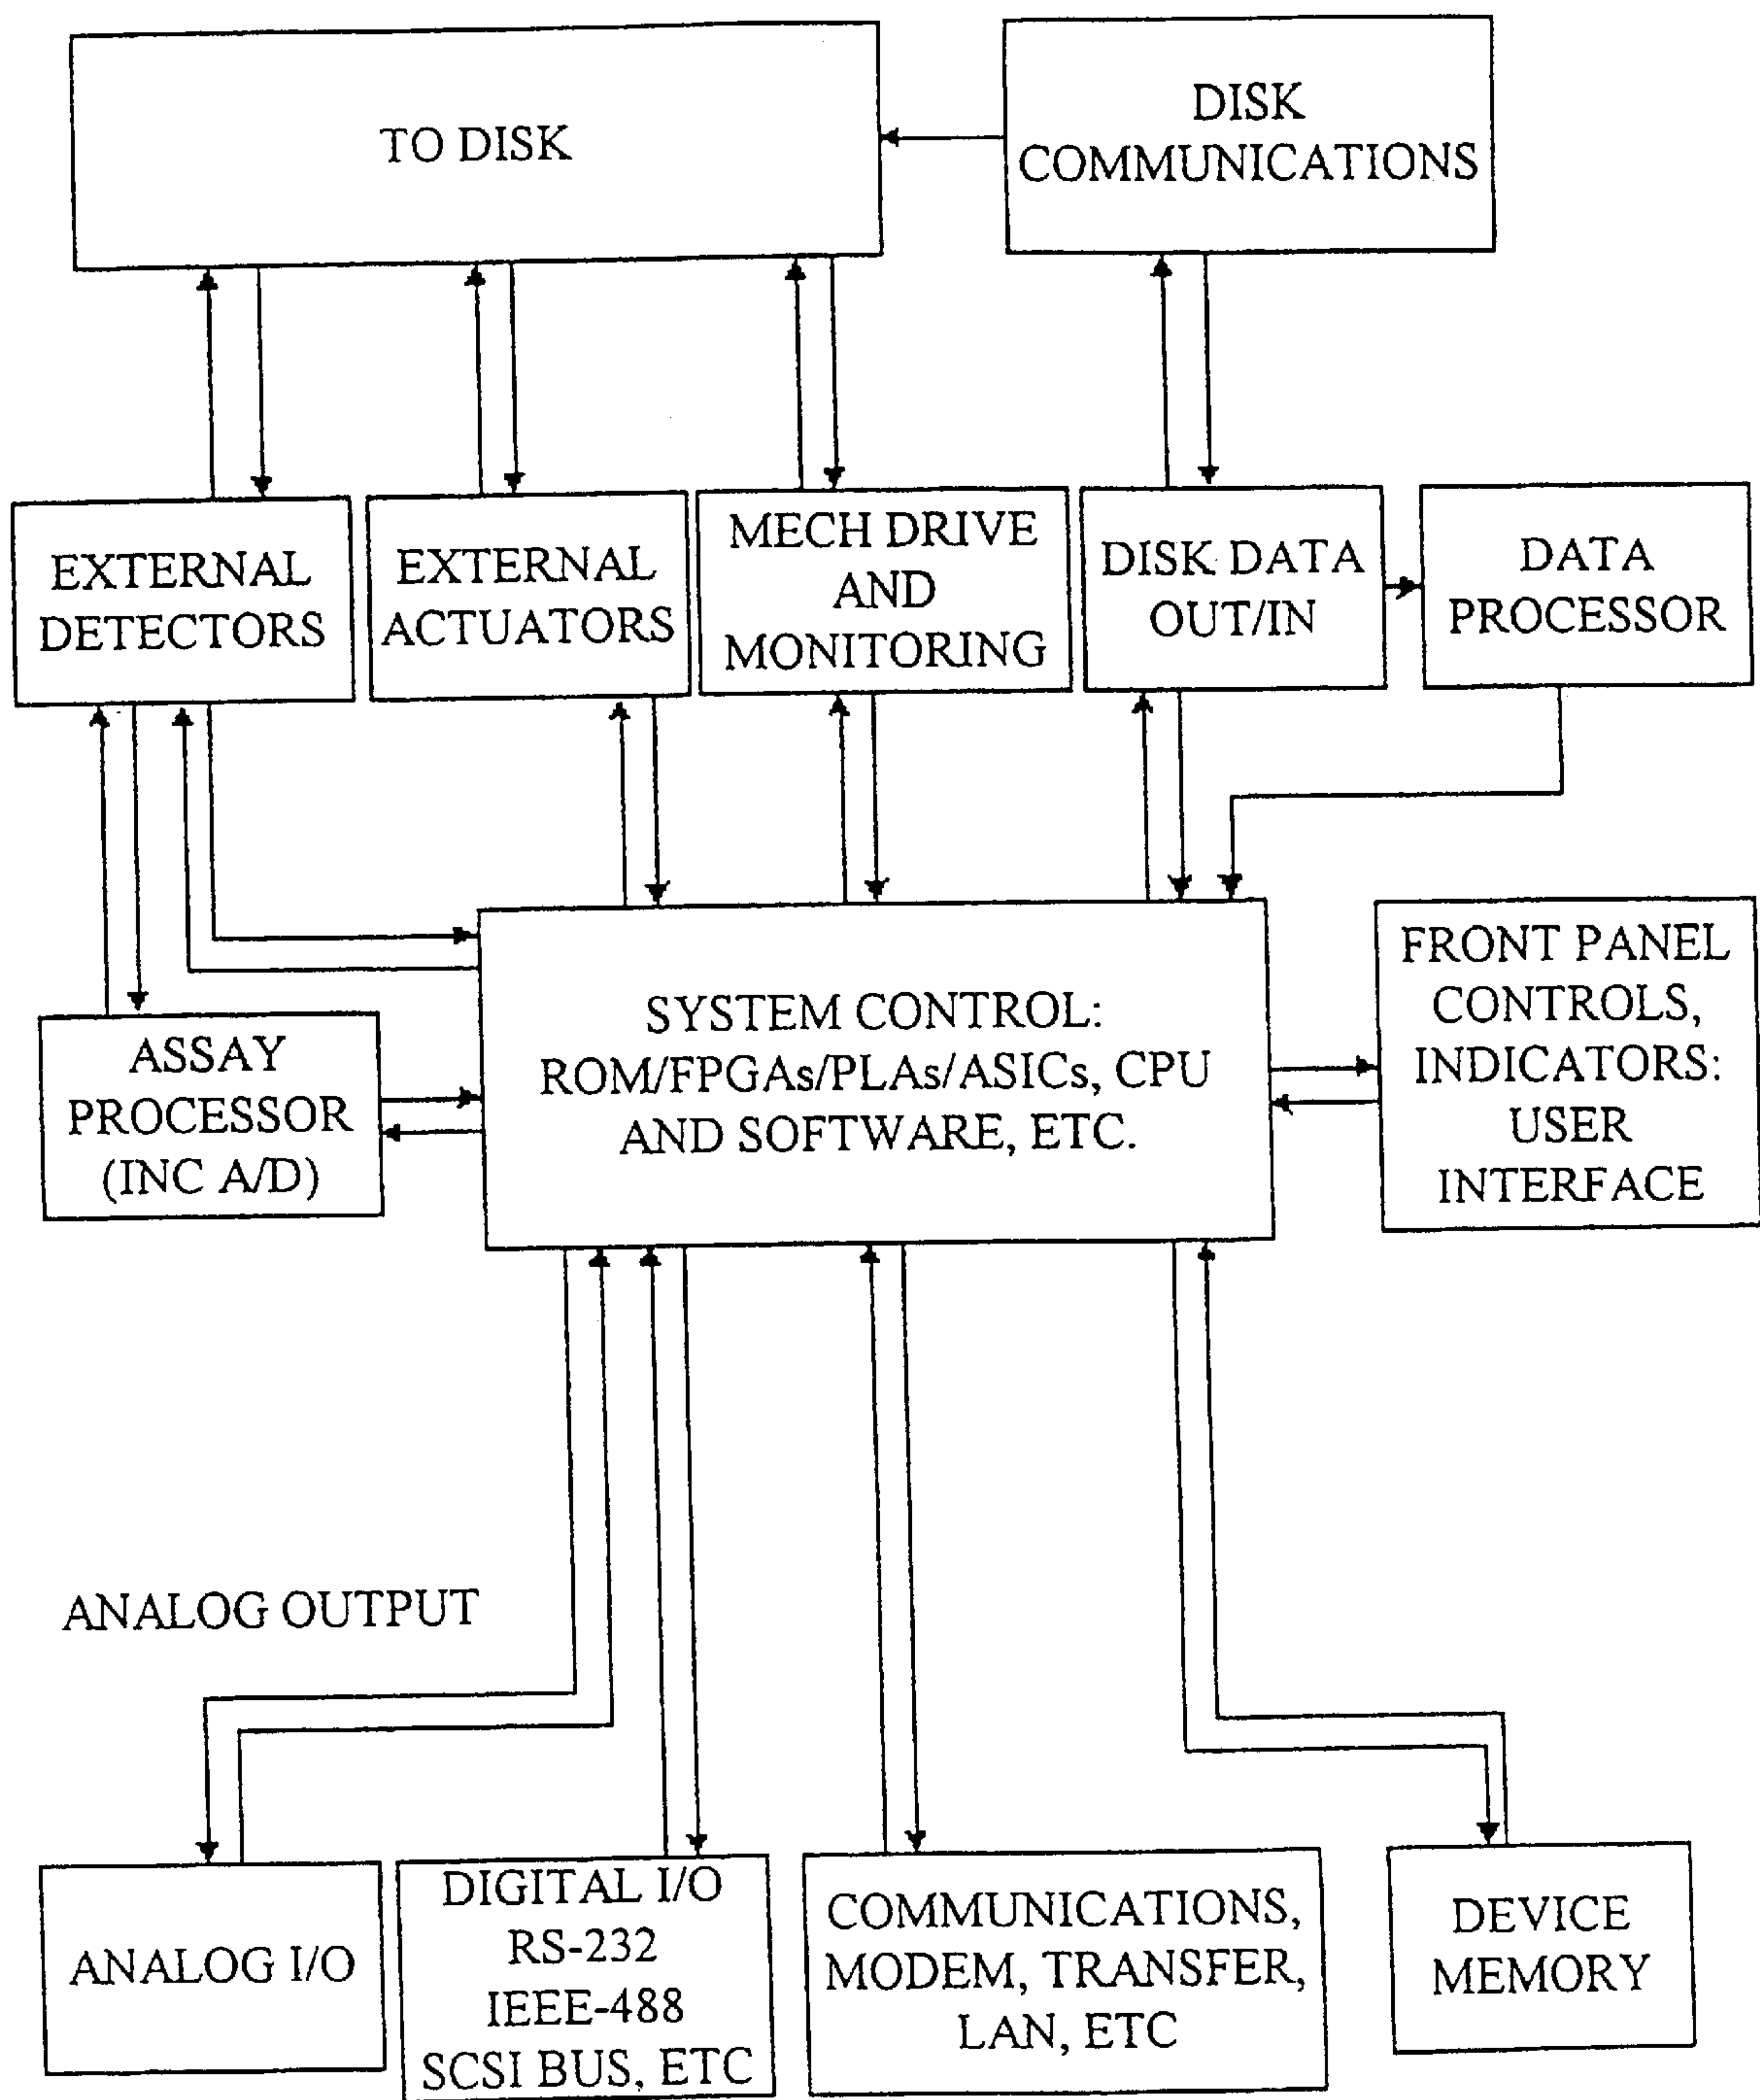 TO DISK
DISK
COMMUNICATIONS
EXTERNAL
DETECTORS
EXTERNAL
ACTUATORS
MECH DRIVE
AND
MONITORING
DISK DATA
OUT/IN
DATA
PROCESSOR
ASSAY
PROCESSOR
(INC A/D)
SYSTEM CONTROL:
ROM/FPGAs/PLAs/ASICs, CPU
AND SOFTWARE, ETC.
FRONT PANEL
CONTROLS,
INDICATORS:
USER
INTERFACE
ANALOG OUTPUT
ANALOG I/O
DIGITAL I/O
RS-232
IEEE-488
SCSI BUS, ETC
COMMUNICATIONS,
MODEM, TRANSFER,
LAN, ETC
DEVICE
MEMORY